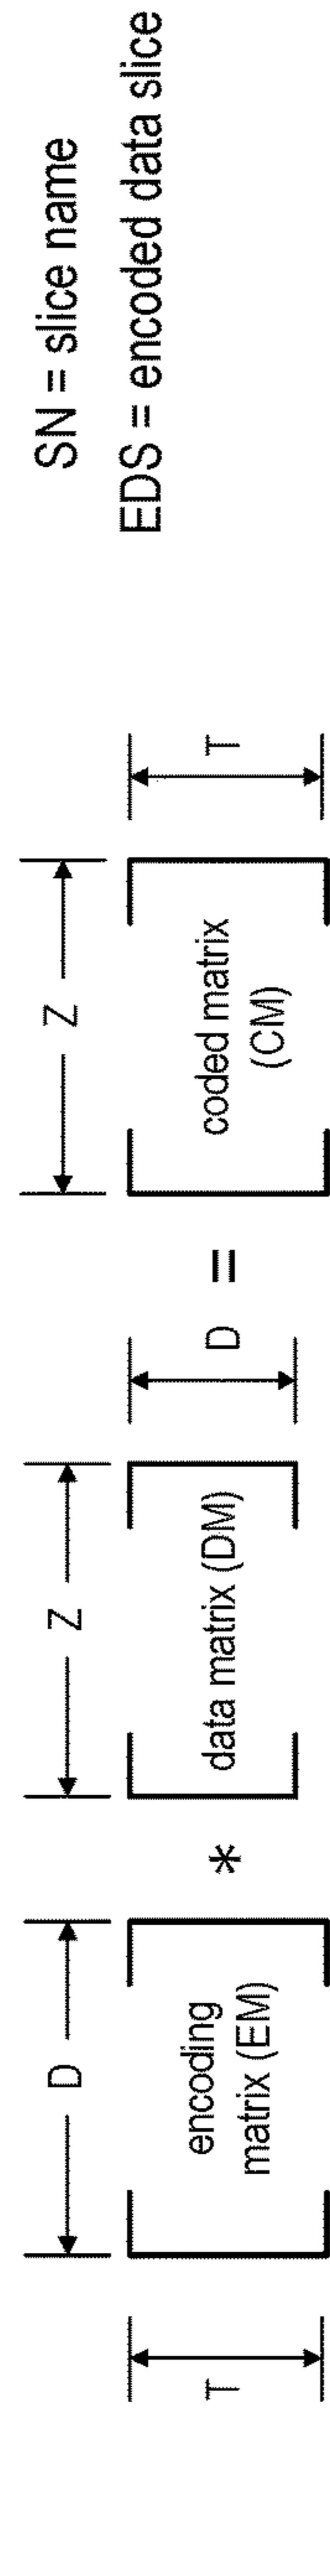 T
D
encoding
matrix (EM)
*
Z
data matrix (DM)
D
=
Z
coded matrix
(CM)
T
SN = slice name
EDS = encoded data slice